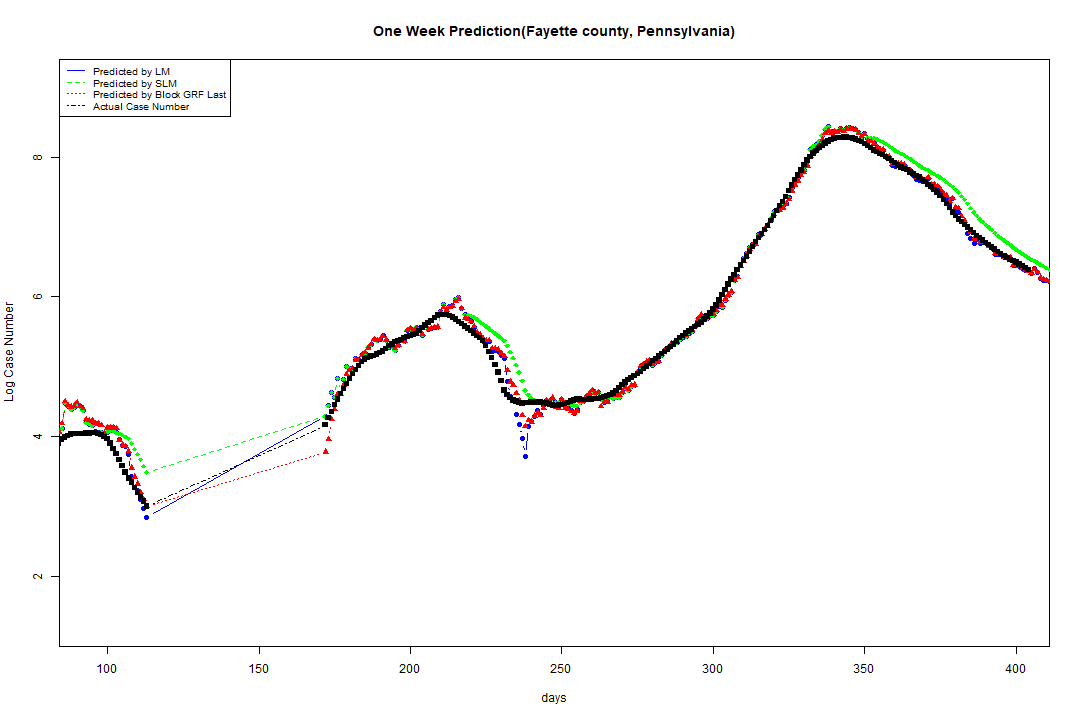 One Week Prediction(Fayette county, Pennsylvania)
Predicted by LM
Predicted by SLM
Predicted by Block GRF Last
Actual Case Number
Log Case Number
8
6
4
2
100 150 200 250 300 350 400
days